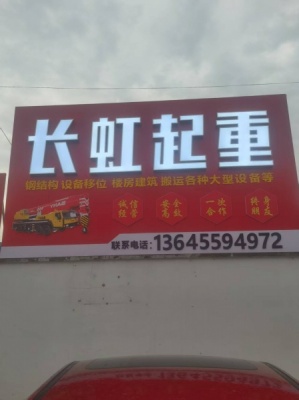 长虹起重
钢结构 设备移位 楼房建筑 搬运各种大型设备等
诚信经营 安全高效 一次合作 终身朋友
联系电话：13645594972